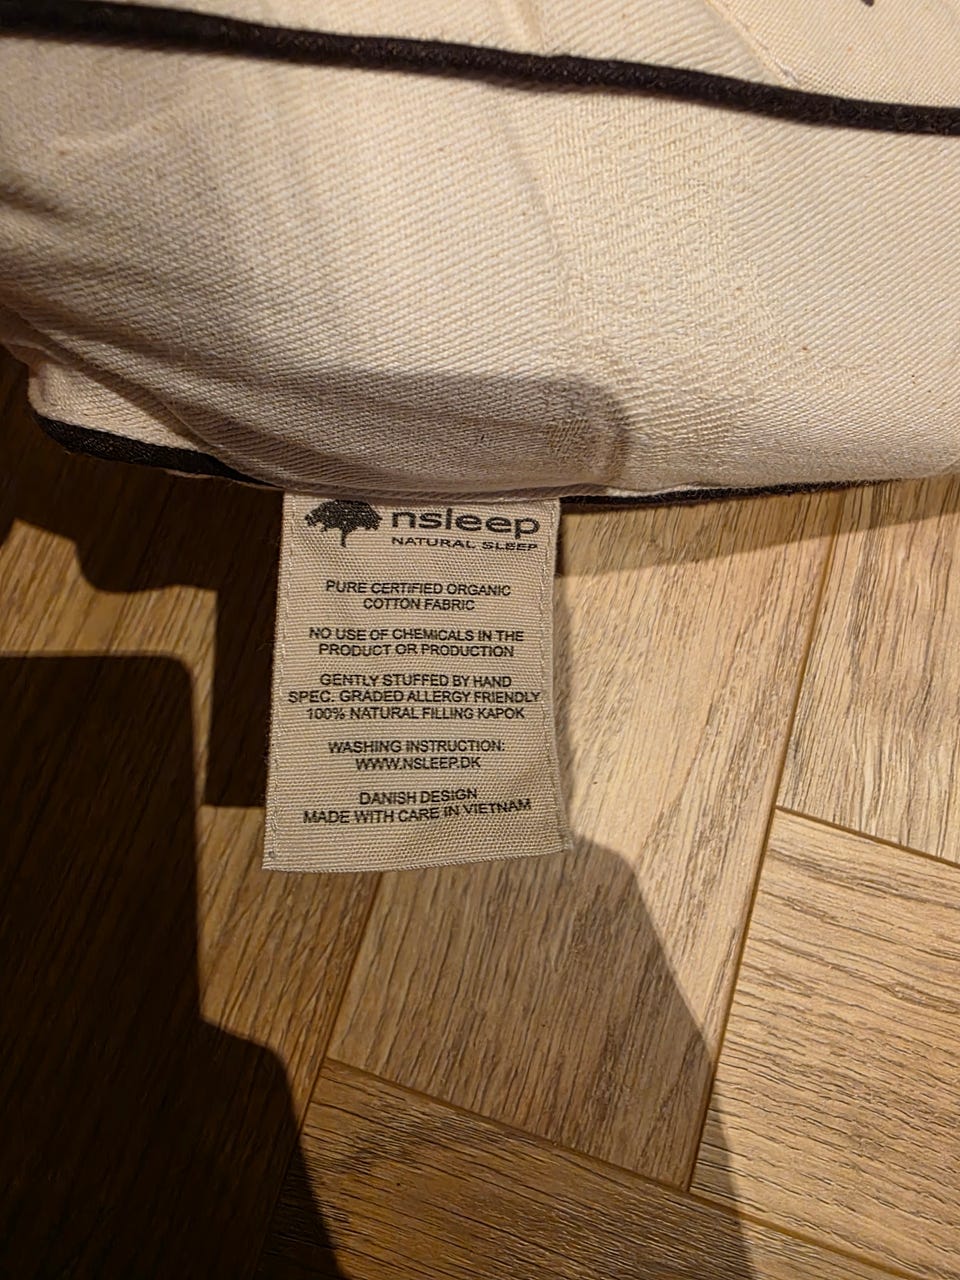 nsleep
NATURAL SLEEP
PURE CERTIFIED ORGANIC
COTTON FABRIC
NO USE OF CHEMICALS IN THE
PRODUCT OR PRODUCTION
GENTLY STUFFED BY HAND
SPEC. GRADED ALLERGY FRIENDLY
100% NATURAL FILLING KAPOK
WASHING INSTRUCTION:
WWW.NSLEEP.DK
DANISH DESIGN
MADE WITH CARE IN VIETNAM